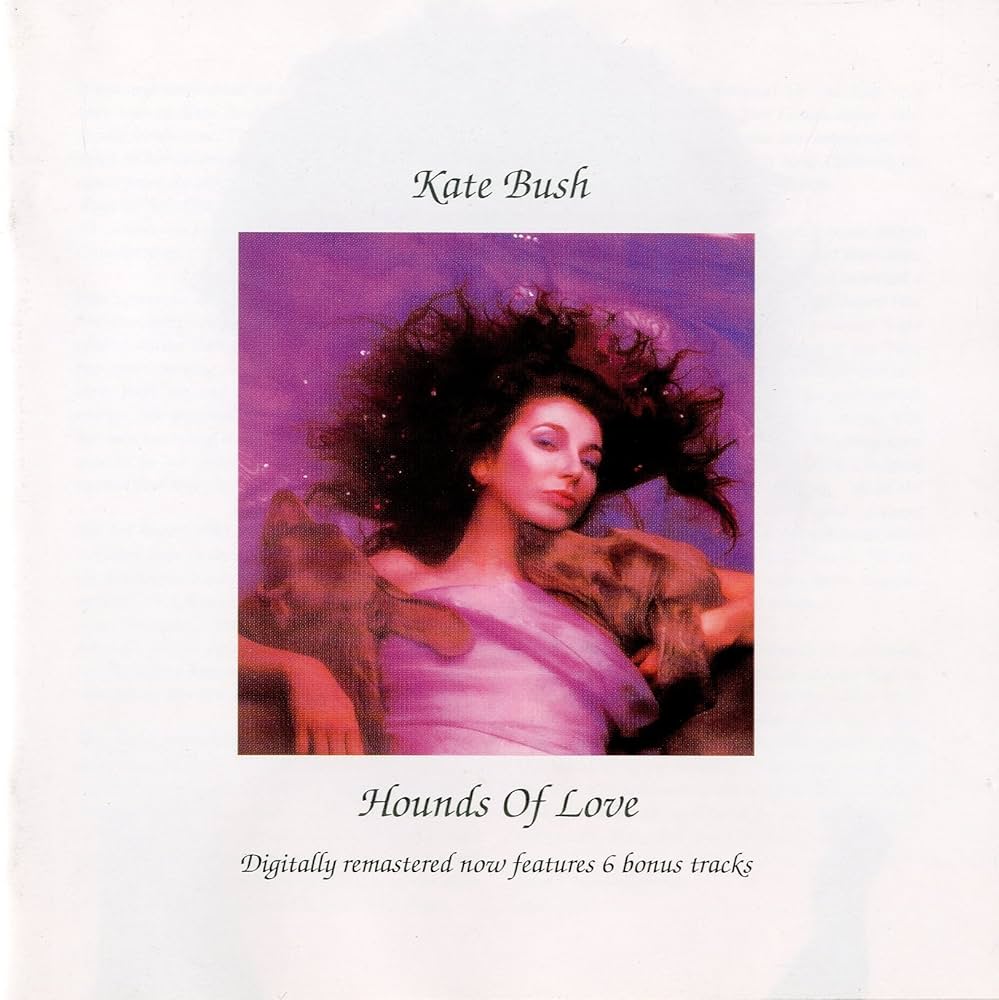 Kate Bush
Hounds Of Love
Digitally remastered now features 6 bonus tracks